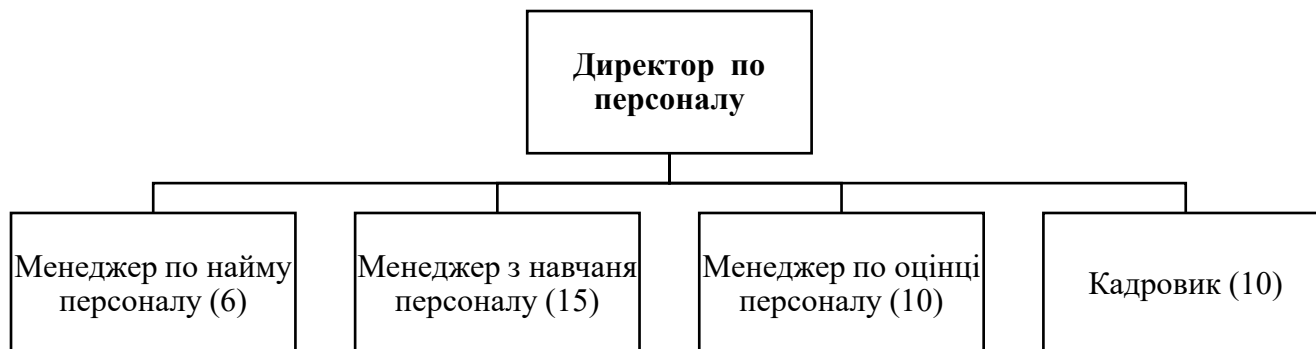 Директор по
персоналу
Менеджер по найму
персоналу (6)
Менеджер з навчаня
персоналу (15)
Менеджер по оцінці
персоналу (10)
Кадровик (10)